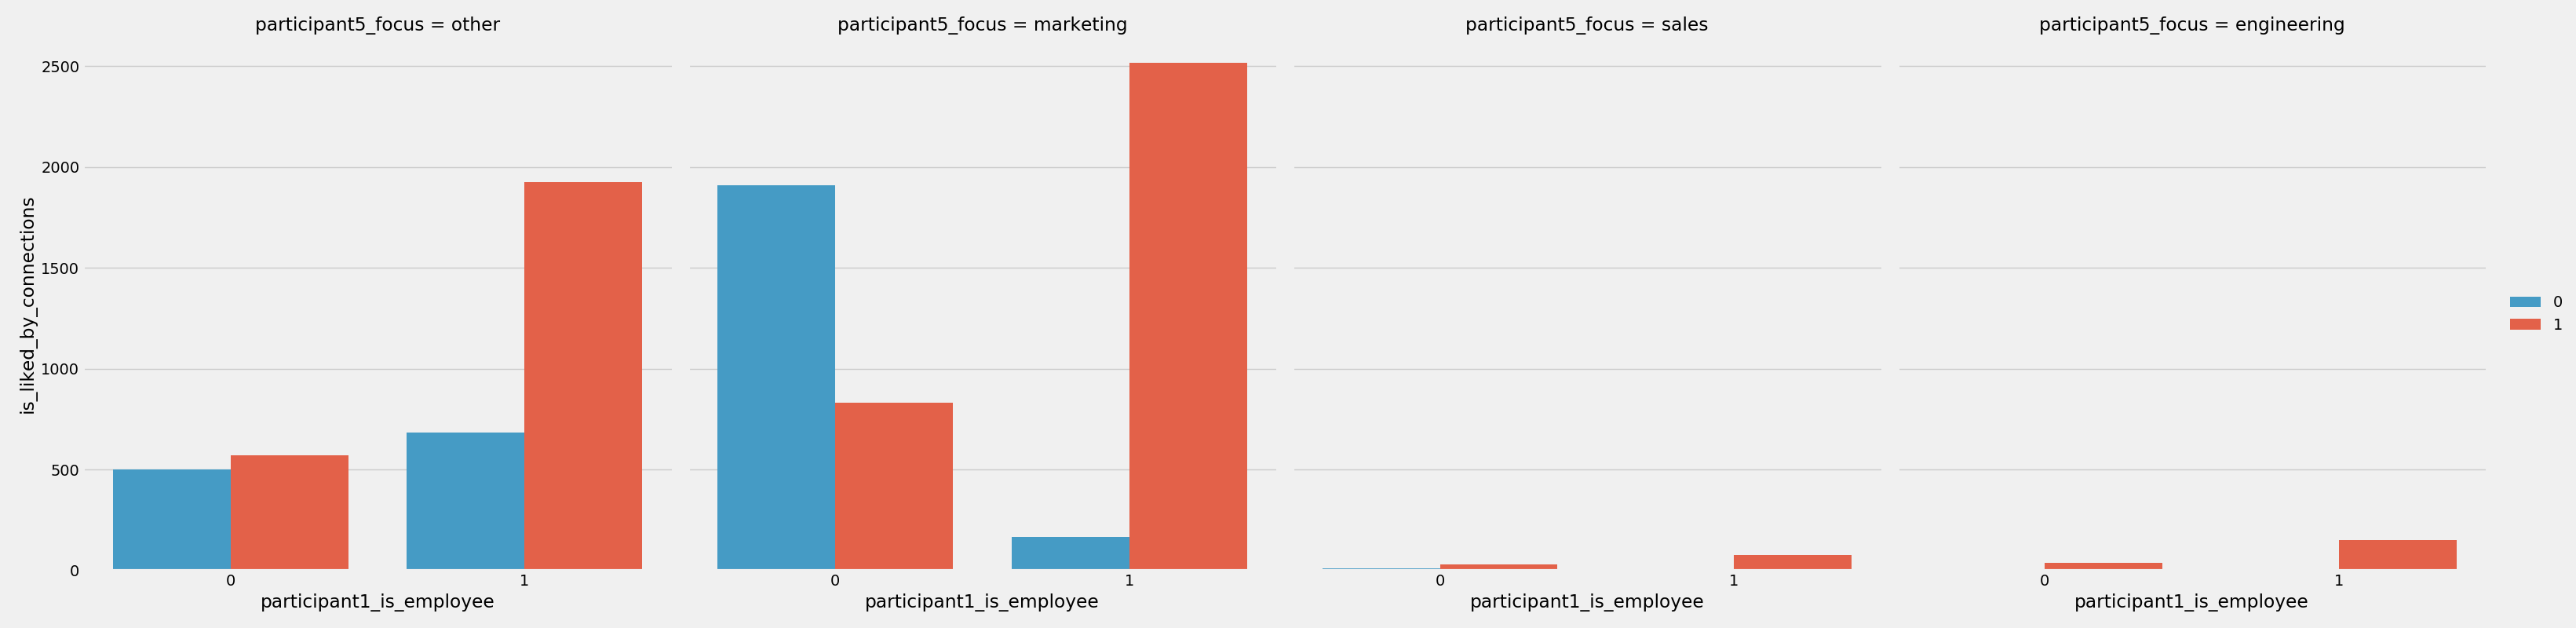 participant5_focus = other
participant5_focus = marketing
participant5_focus = sales
participant5_focus = engineering
is_liked_by_connections
2500
2000
1500
1000
500
0
0 1
0 1
0 1
0 1
participant1_is_employee
participant1_is_employee
participant1_is_employee
participant1_is_employee
0
1